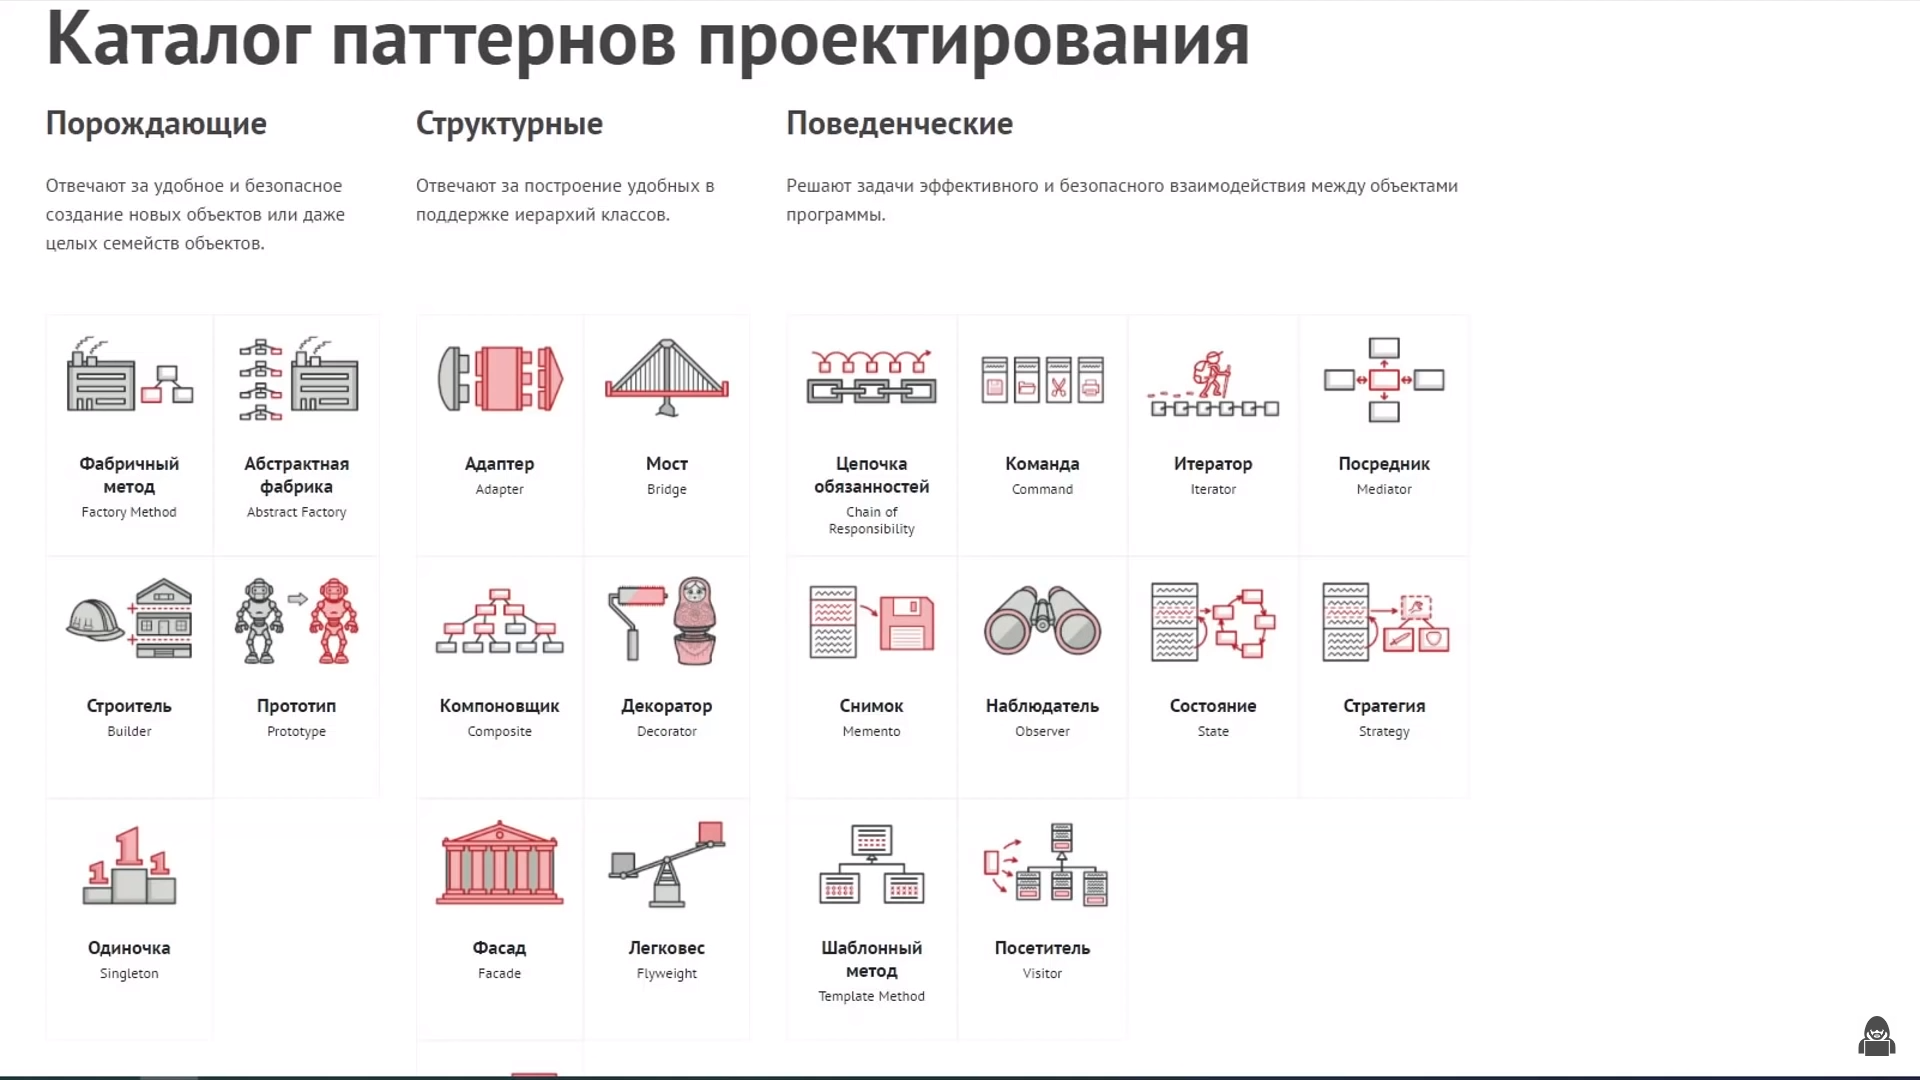 Каталог паттернов проектирования
Порождающие
Отвечают за удобное и безопасное
создание новых объектов или даже
целых семейств объектов.
Фабричный
метод
Factory Method
Абстрактная
фабрика
Abstract Factory
Строитель
Builder
Прототип
Prototype
1
1
1
Одиночка
Singleton
Структурные
Отвечают за построение удобных в
поддержке иерархий классов.
Адаптер
Adapter
Мост
Bridge
Компоновщик
Composite
Декоратор
Decorator
Фасад
Facade
Легковес
Flyweight
Поведенческие
Решают задачи эффективного и безопасного взаимодействия между объектами
программы.
Цепочка
обязанностей
Chain of
Responsibility
Команда
Command
Итератор
Iterator
Посредник
Mediator
Снимок
Memento
Наблюдатель
Observer
Состояние
State
Стратегия
Strategy
Шаблонный
метод
Template Method
Посетитель
Visitor